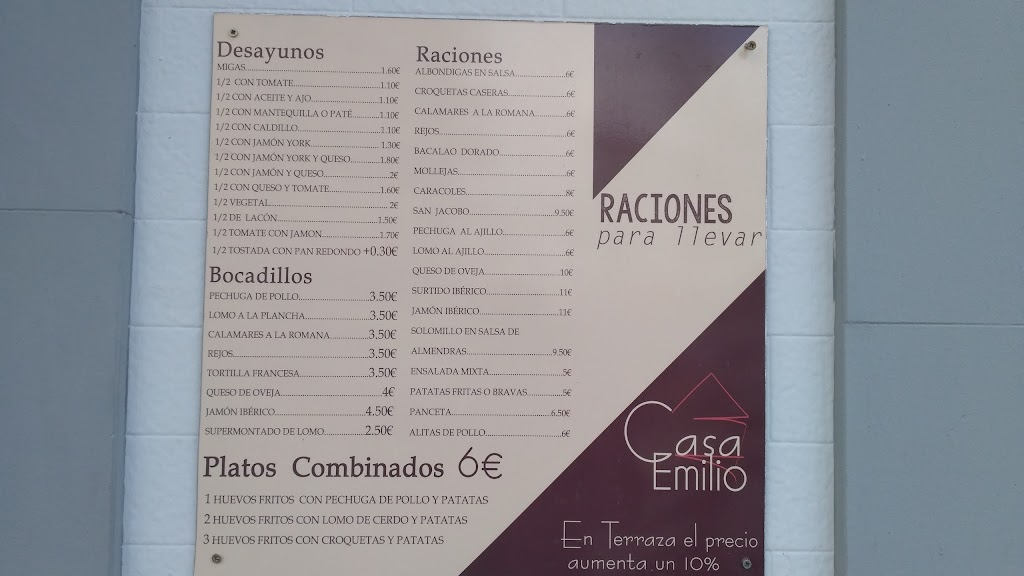 Desayunos
MIGAS 1.60€
1/2 CON TOMATE 1.10€
1/2 CON ACEITE Y AJO 1.10€
1/2 CON MANTEQUILLA O PATÉ 1.10€
1/2 CON CALDILLO 1.10€
1/2 CON JAMÓN YORK 1.30€
1/2 CON JAMÓN YORK Y QUESO 1.80€
1/2 CON JAMÓN Y QUESO 2€
1/2 CON QUESO Y TOMATE 1.60€
1/2 VEGETAL 2€
1/2 DE LACÓN 1.50€
1/2 TOMATE CON JAMON 1.70€
1/2 TOSTADA CON PAN REDONDO +0.30€
Bocadillos
PECHUGA DE POLLO 3.50€
LOMO A LA PLANCHA 3.50€
CALAMARES A LA ROMANA 3.50€
REJOS 3.50€
TORTILLA FRANCESA 3.50€
QUESO DE OVEJA 4€
JAMÓN IBÉRICO 4.50€
SUPERMONTADO DE LOMO 2.50€
Raciones
ALBONDIGAS EN SALSA 6€
CROQUETAS CASERAS 6€
CALAMARES A LA ROMANA 6€
REJOS 6€
BACALAO DORADO 6€
MOLLEJAS 6€
CARACOLES 8€
SAN JACOBO 9.50€
PECHUGA AL AJILLO 6€
LOMO AL AJILLO 6€
QUESO DE OVEJA 10€
SURTIDO IBÉRICO 11€
JAMÓN IBÉRICO 11€
SOLOMILLO EN SALSA DE
ALMENDRAS 9.50€
ENSALADA MIXTA 5€
PATATAS FRITAS O BRAVAS 5€
PANCETA 6.50€
ALITAS DE POLLO 6€
Platos Combinados 6€
1 HUEVOS FRITOS CON PECHUGA DE POLLO Y PATATAS
2 HUEVOS FRITOS CON LOMO DE CERDO Y PATATAS
3 HUEVOS FRITOS CON CROQUETAS Y PATATAS
RACIONES
para llevar
Casa
Emilio
En Terraza el precio
aumenta un 10%